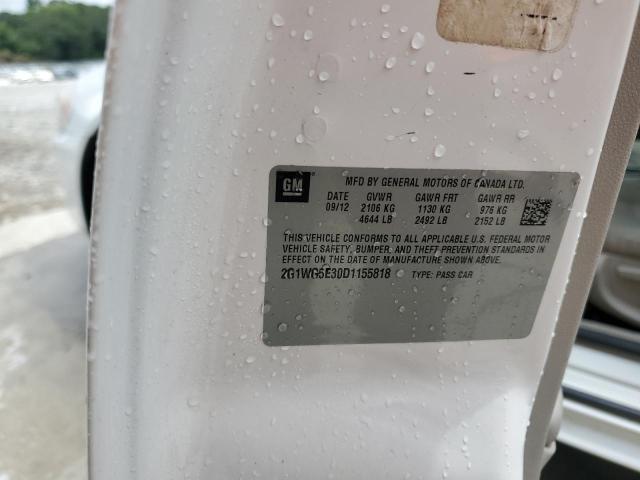 GM
MFD BY GENERAL MOTORS OF CANADA LTD.
DATE GVWR GAWR FRT GAWR RR
09/12 2106 KG 1130 KG 976 KG
4644 LB 2492 LB 2152 LB
THIS VEHICLE CONFORMS TO ALL APPLICABLE U.S. FEDERAL MOTOR
VEHICLE SAFETY, BUMPER, AND THEFT PREVENTION STANDARDS IN
EFFECT ON THE DATE OF MANUFACTURE SHOWN ABOVE.
2G1WG5E30D1155818 TYPE: PASS CAR